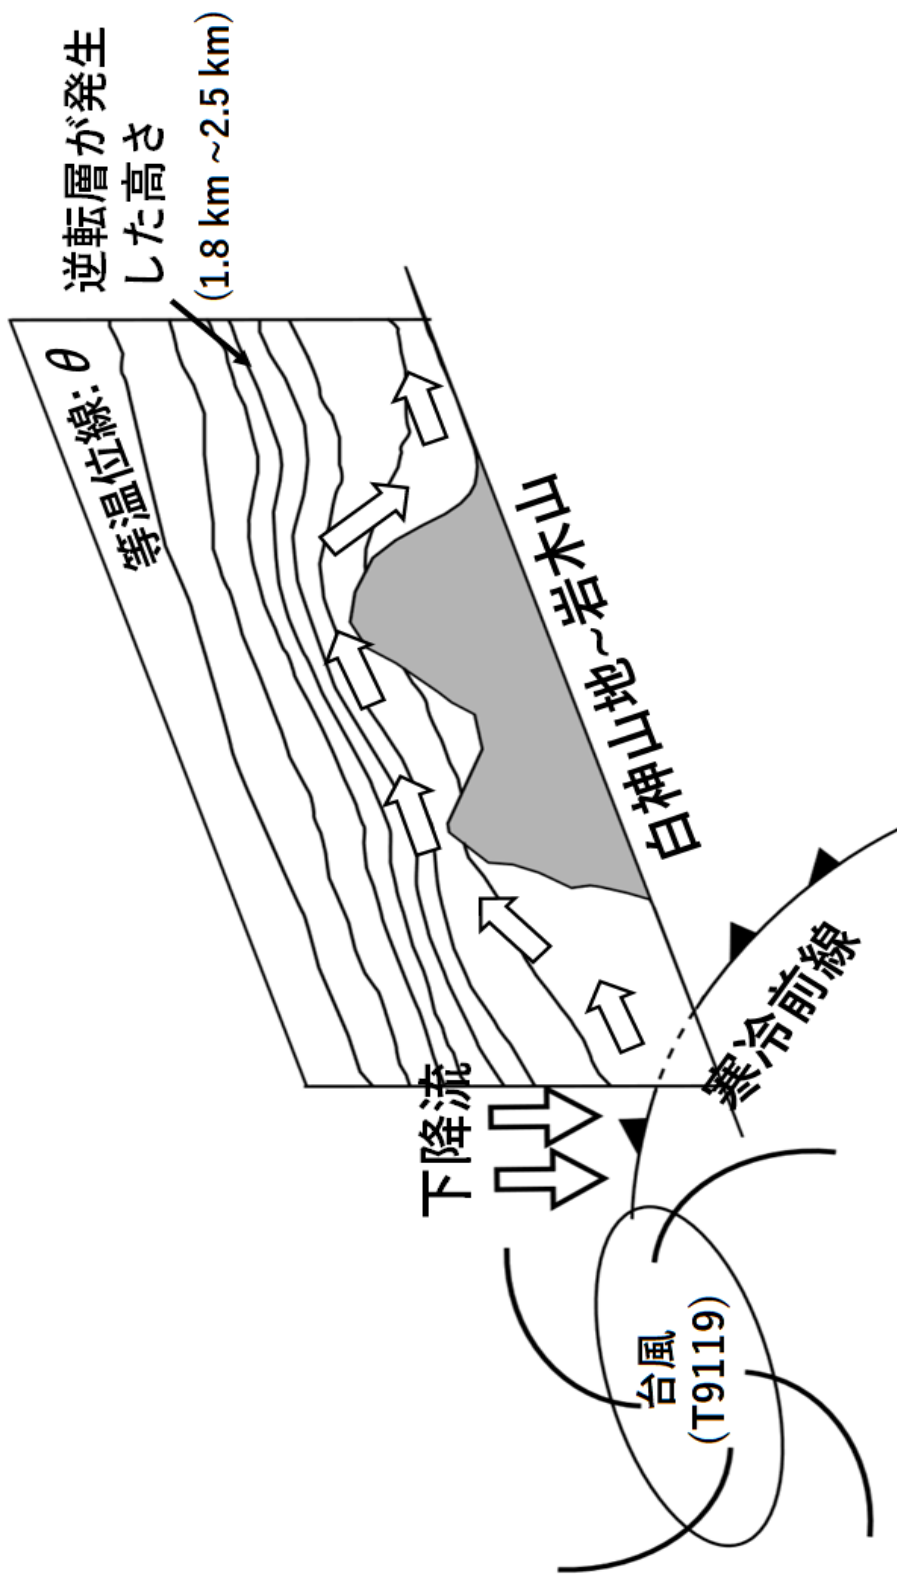 逆転層が発生
した高さ
(1.8 km ~2.5 km)
等温位線: θ
白神山地~岩木山
下降流
寒冷前線
台風
(T9119)